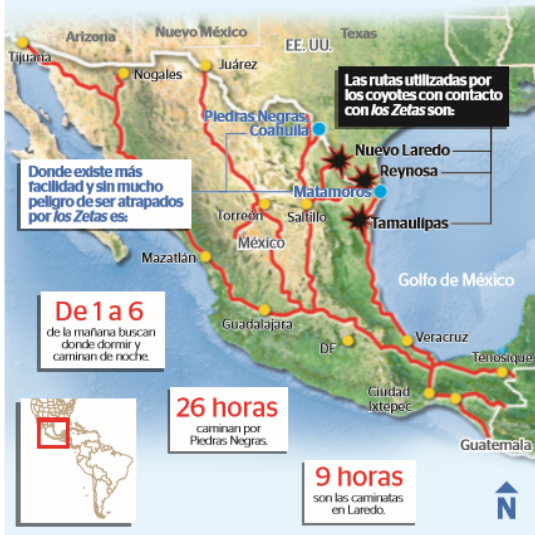 Arizona
Nuevo México
Texas
EE. UU.
Tijuana
Nogales
Juárez
Las rutas utilizadas por
los coyotes con contacto
con los Zetas son:
Piedras Negras,
Coahuila
Nuevo Laredo
Reynosa
Matamoros
Tamaulipas
Donde existe más
facilidad y sin mucho
peligro de ser atrapados
por los Zetas es:
Torreón
Saltillo
México
Mazatlán
Golfo de México
De 1 a 6
de la mañana buscan
donde dormir y
caminan de noche.
Guadalajara
DF
Veracruz
Tenosique
Ciudad
Ixtepec
26 horas
caminan por
Piedras Negras.
Guatemala
9 horas
son las caminatas
en Laredo.
N